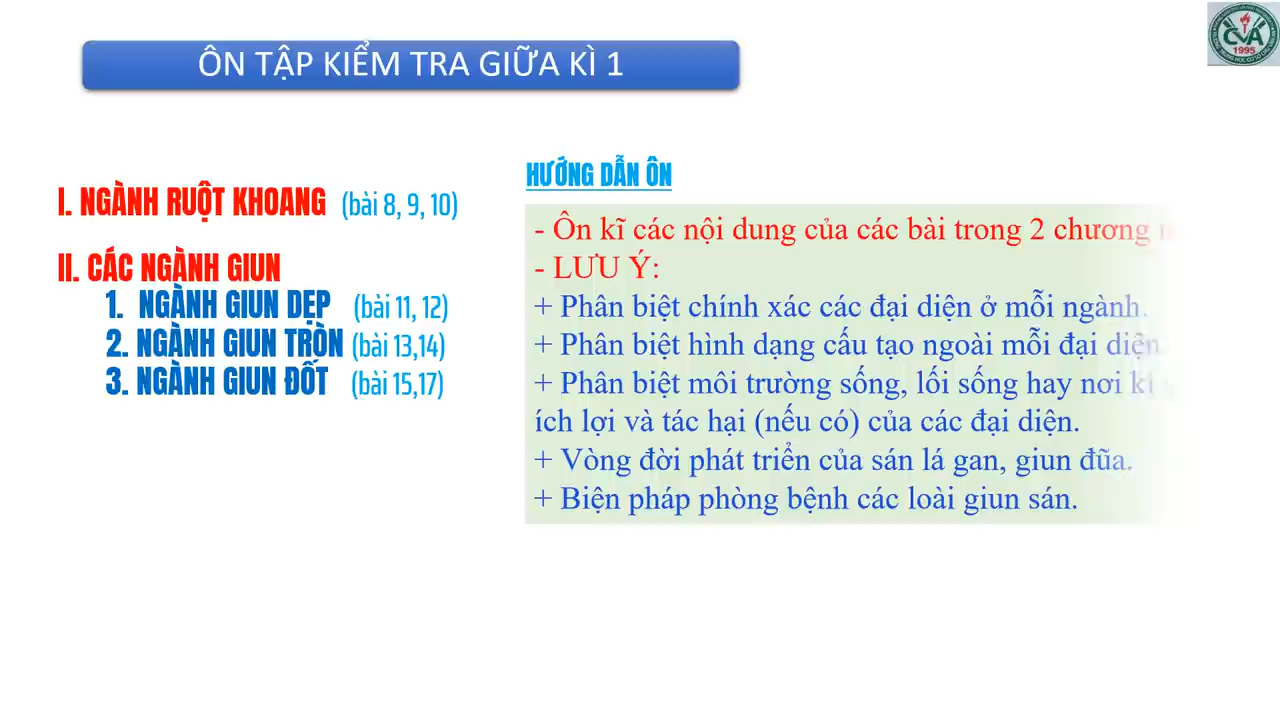 ÔN TẬP KIỂM TRA GIỮA KÌ 1
CVA
1995
I. NGÀNH RUỘT KHOANG (bài 8, 9, 10)
II. CÁC NGÀNH GIUN
1. NGÀNH GIUN DẸP (bài 11, 12)
2. NGÀNH GIUN TRÒN (bài 13,14)
3. NGÀNH GIUN ĐỐT (bài 15,17)
HƯỚNG DẪN ÔN
- Ôn kĩ các nội dung của các bài trong 2 chương
- LƯU Ý:
+ Phân biệt chính xác các đại diện ở mỗi ngành.
+ Phân biệt hình dạng cấu tạo ngoài mỗi đại diện.
+ Phân biệt môi trường sống, lối sống hay nơi
ích lợi và tác hại (nếu có) của các đại diện.
+ Vòng đời phát triển của sán lá gan, giun đũa.
+ Biện pháp phòng bệnh các loài giun sán.